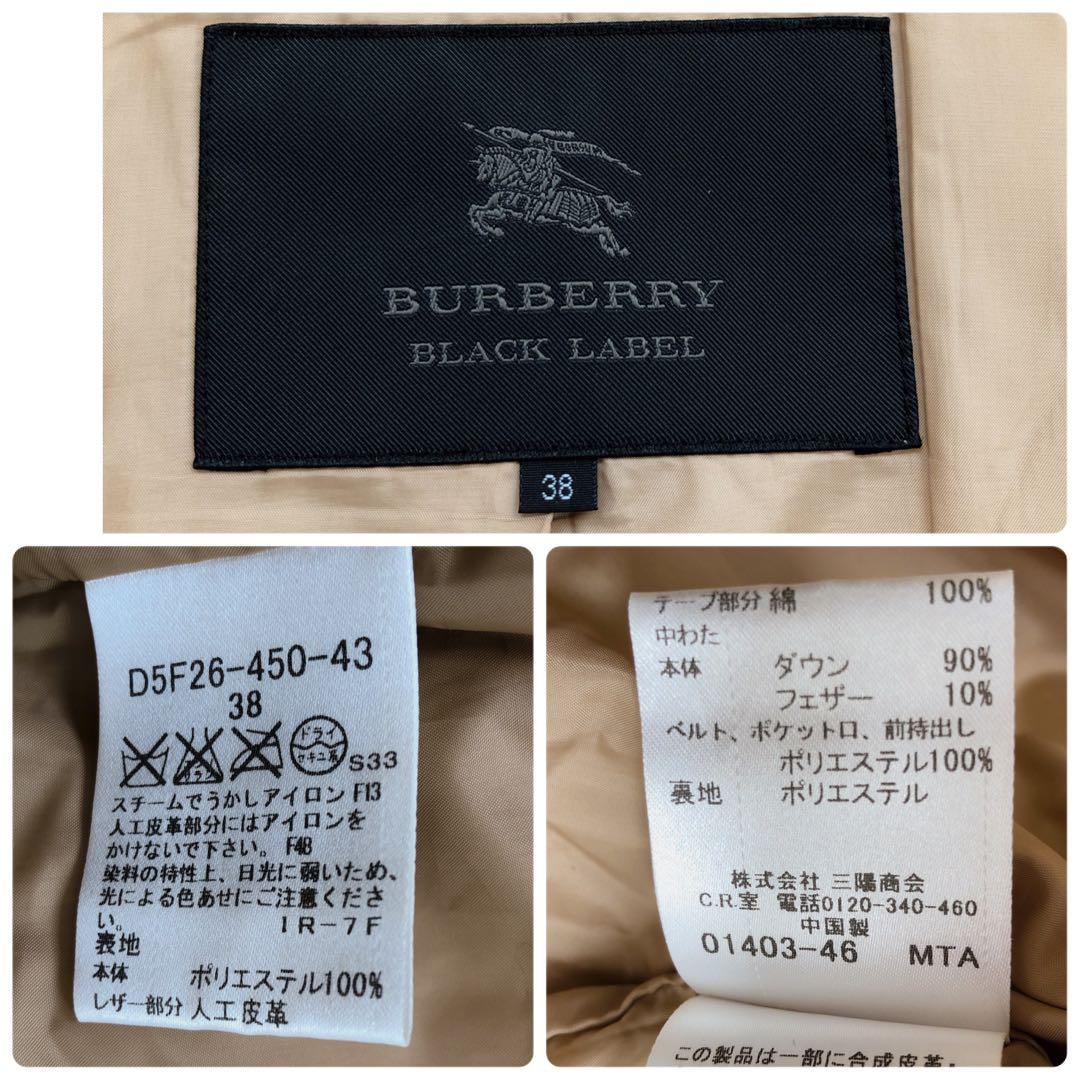 BURBERRY
BLACK LABEL
38
D5F26-450-43
38
ドライ
セキユ系
S33
スチームでうかしアイロン F13
人工皮革部分にはアイロンを
かけないで下さい。 F48
染料の特性上、日光に弱いため、
光による色あせにご注意くださ
い。 IR-7F
表地
本体 ポリエステル100%
レザー部分 人工皮革
テープ部分 綿 100%
中わた
本体 ダウン 90%
フェザー 10%
ベルト、ポケット口、前持出し
ポリエステル100%
裏地 ポリエステル
株式会社 三陽商会
C.R.室 電話0120-340-460
中国製
01403-46 MTA
この製品は一部に合成皮革・